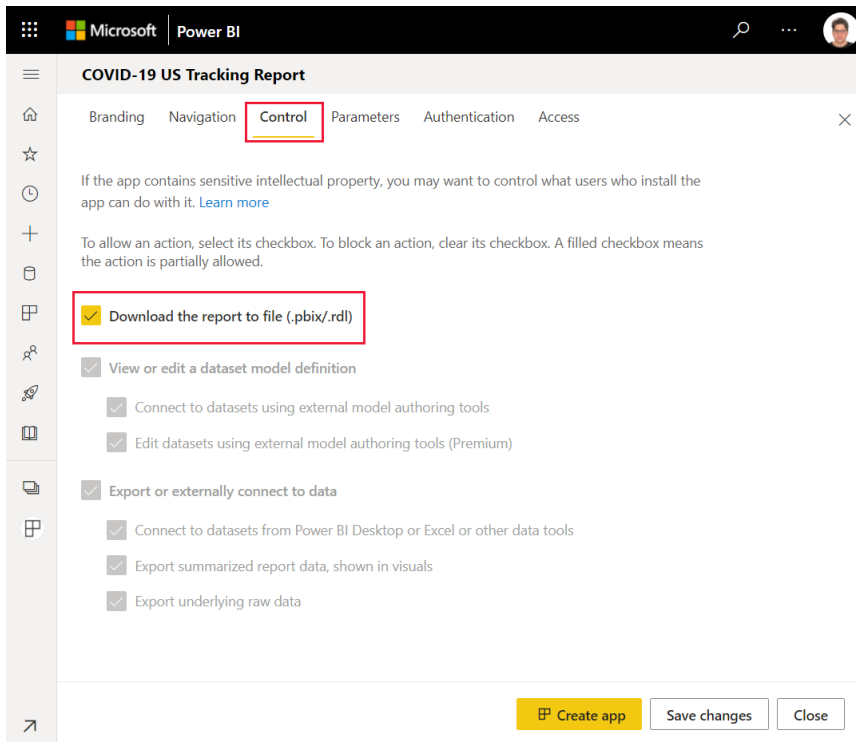 Microsoft Power BI
COVID-19 US Tracking Report
Branding Navigation Control Parameters Authentication Access
If the app contains sensitive intellectual property, you may want to control what users who install the
app can do with it. Learn more
To allow an action, select its checkbox. To block an action, clear its checkbox. A filled checkbox means
the action is partially allowed.
Download the report to file (.pbix/.rdl)
View or edit a dataset model definition
Connect to datasets using external model authoring tools
Edit datasets using external model authoring tools (Premium)
Export or externally connect to data
Connect to datasets from Power BI Desktop or Excel or other data tools
Export summarized report data, shown in visuals
Export underlying raw data
Create app Save changes Close